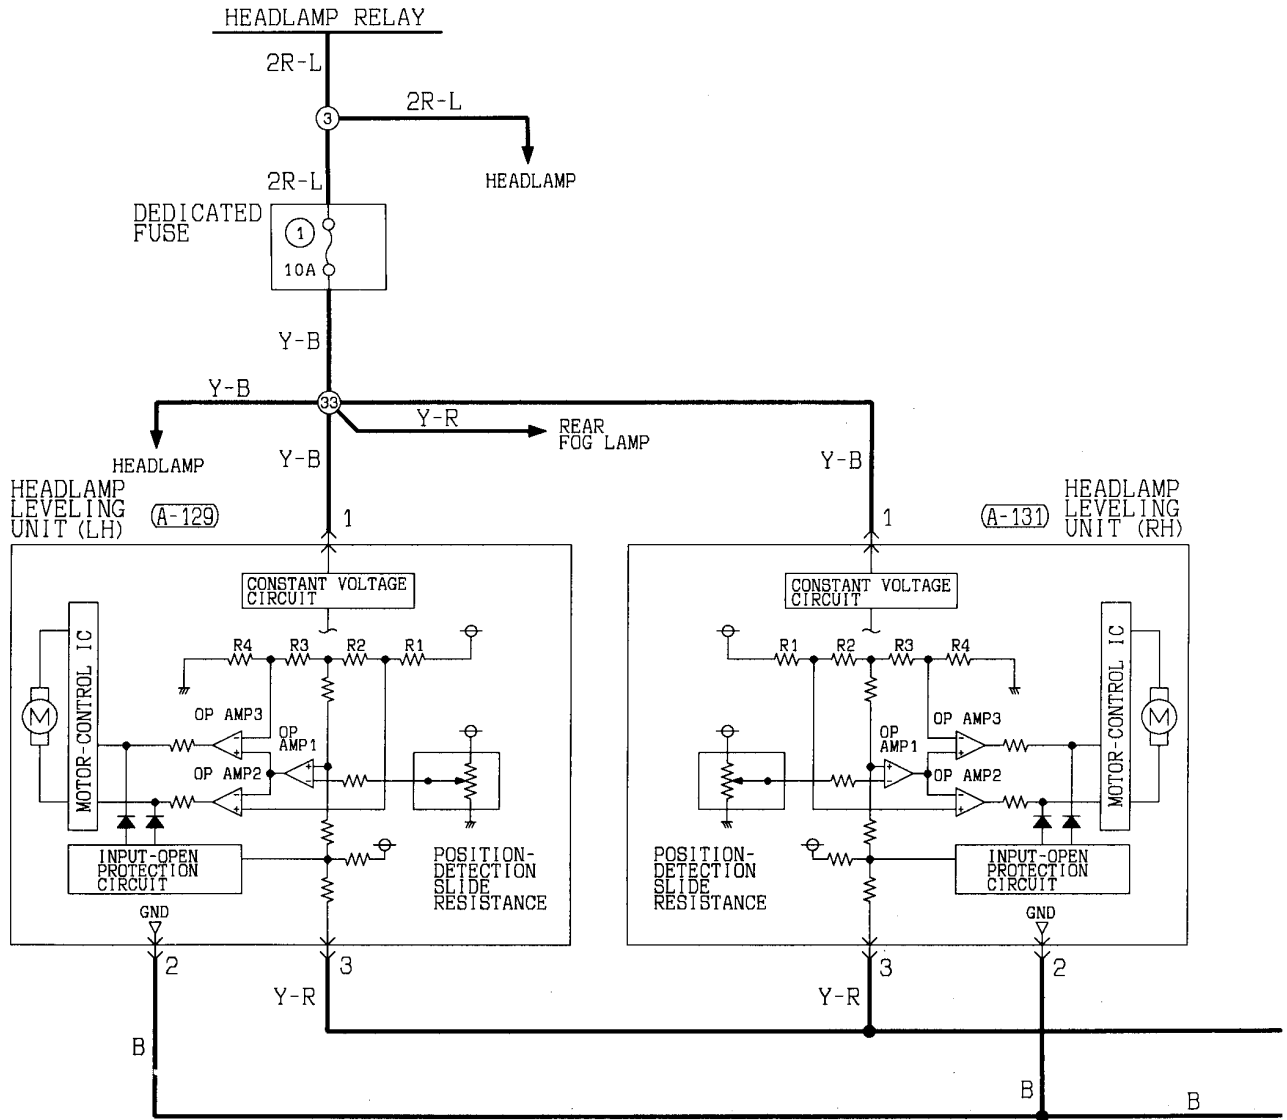 HEADLAMP RELAY
2R-L
3
2R-L
HEADLAMP
2R-L
DEDICATED
FUSE
1
10A
Y-B
Y-B
33
Y-R
REAR
FOG LAMP
HEADLAMP
Y-B
Y-B
HEADLAMP
LEVELING
UNIT (LH)
A-129
1
1
A-131
HEADLAMP
LEVELING
UNIT (RH)
CONSTANT VOLTAGE
CIRCUIT
R4
R3
R2
R1
MOTOR-CONTROL IC
M
OP AMP3
OP
AMP1
OP AMP2
INPUT-OPEN
PROTECTION
CIRCUIT
POSITION-
DETECTION
SLIDE
RESISTANCE
GND
2
3
CONSTANT VOLTAGE
CIRCUIT
R1
R2
R3
R4
MOTOR-CONTROL IC
M
OP AMP3
OP
AMP1
OP AMP2
POSITION-
DETECTION
SLIDE
RESISTANCE
INPUT-OPEN
PROTECTION
CIRCUIT
GND
3
2
Y-R
Y-R
B
B
B